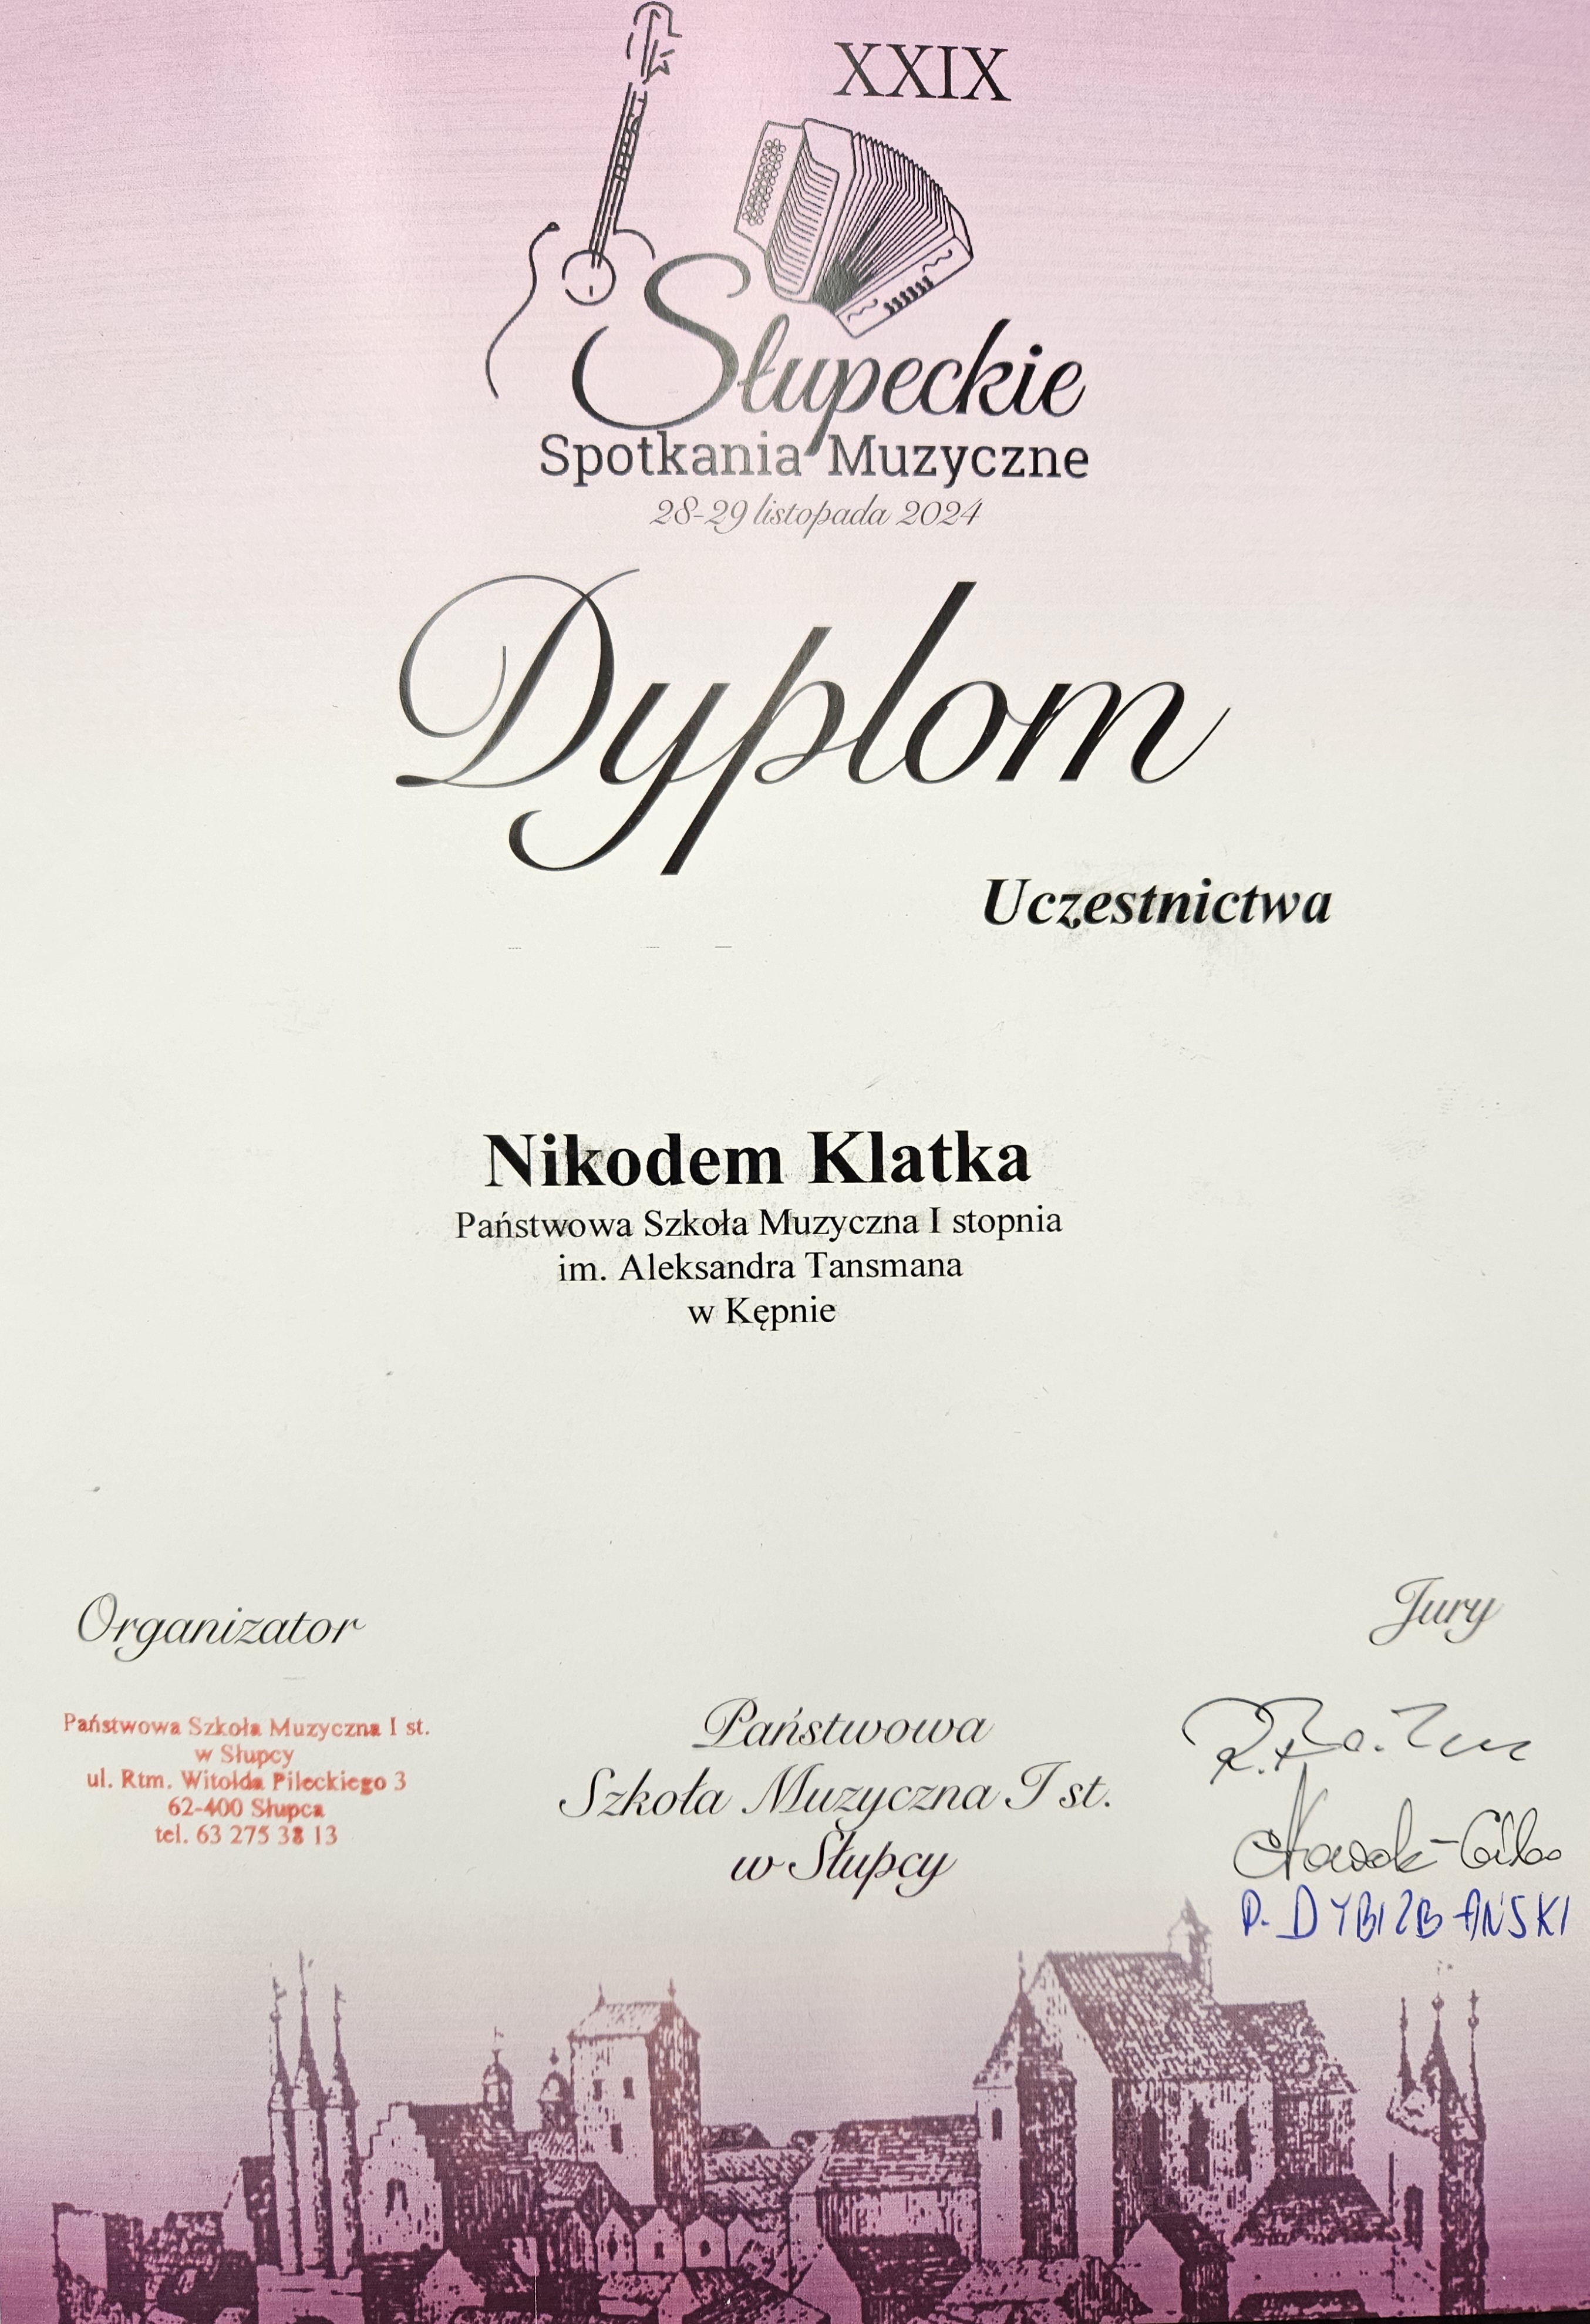 XXIX
Słupeckie
Spotkania Muzyczne
28-29 listopada 2024
Dyplom
Uczestnictwa
Nikodem Klatka
Państwowa Szkoła Muzyczna I stopnia
im. Aleksandra Tansmana
w Kępnie
Organizator
Jury
Państwowa Szkoła Muzyczna I st.
w Słupcy
ul. Rtm. Witolda Pileckiego 3
62-400 Słupca
tel. 63 275 38 13
Państwowa
Szkoła Muzyczna I st.
w Słupcy